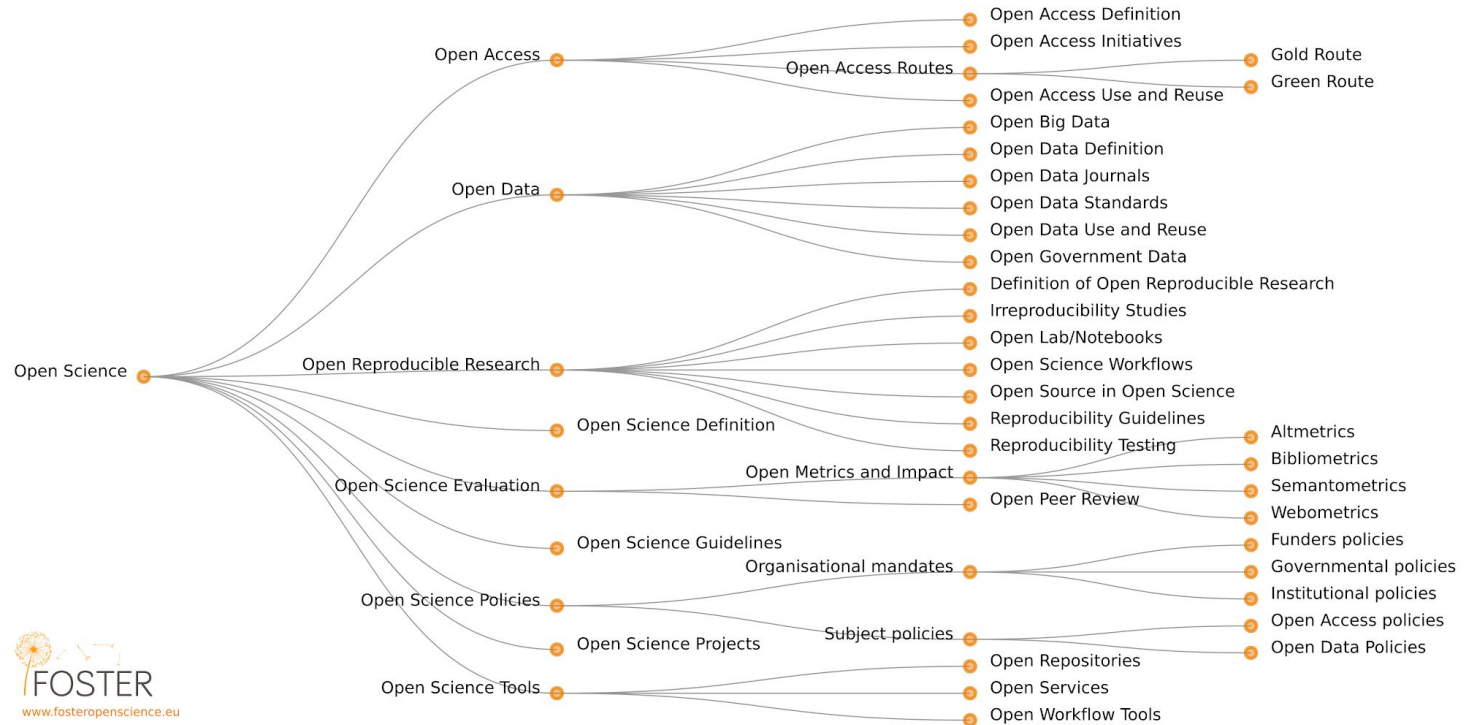 Open Science
Open Access
Open Access Definition
Open Access Initiatives
Open Access Routes
Gold Route
Green Route
Open Access Use and Reuse
Open Data
Open Big Data
Open Data Definition
Open Data Journals
Open Data Standards
Open Data Use and Reuse
Open Government Data
Open Reproducible Research
Definition of Open Reproducible Research
Irreproducibility Studies
Open Lab/Notebooks
Open Science Workflows
Open Source in Open Science
Reproducibility Guidelines
Reproducibility Testing
Open Science Definition
Open Science Evaluation
Open Metrics and Impact
Altmetrics
Bibliometrics
Semantometrics
Webometrics
Open Peer Review
Open Science Guidelines
Open Science Policies
Organisational mandates
Funders policies
Governmental policies
Institutional policies
Subject policies
Open Access policies
Open Data Policies
Open Science Projects
Open Science Tools
Open Repositories
Open Services
Open Workflow Tools
FOSTER
www.fosteropenscience.eu